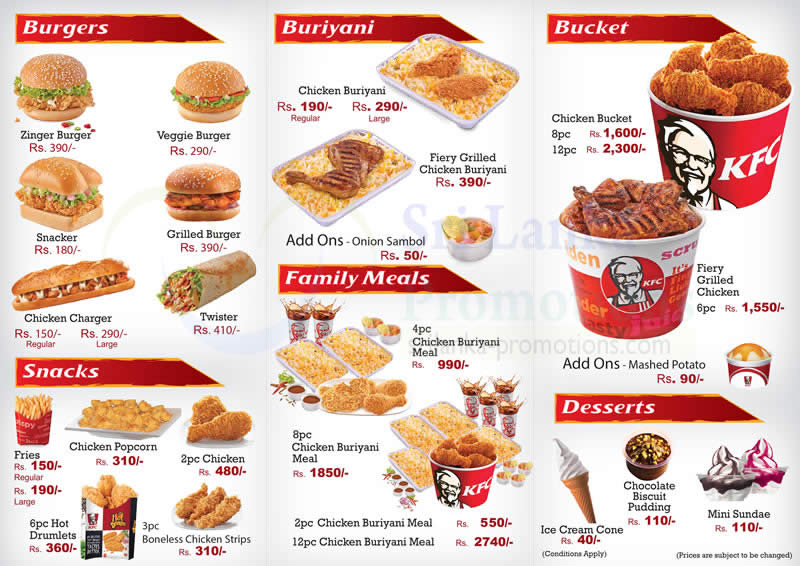 Burgers
Zinger Burger
Rs. 390/-
Veggie Burger
Rs. 290/-
Snacker
Rs. 180/-
Grilled Burger
Rs. 390/-
Chicken Charger
Rs. 150/- Rs. 290/-
Regular Large
Twister
Rs. 410/-
Snacks
Fries
Rs. 150/-
Regular
Rs. 190/-
Large
Chicken Popcorn
Rs. 310/-
2pc Chicken
Rs. 480/-
6pc Hot
Drumlets
Rs. 360/-
3pc
Boneless Chicken Strips
Rs. 310/-
Buriyani
Chicken Buriyani
Rs. 190/- Rs. 290/-
Regular Large
Fiery Grilled
Chicken Buriyani
Rs. 390/-
Add Ons - Onion Sambol
Rs. 50/-
Family Meals
4pc
Chicken Buriyani
Meal
Rs. 990/-
8pc
Chicken Buriyani
Meal
Rs. 1850/-
KFC
2pc Chicken Buriyani Meal Rs. 550/-
12pc Chicken Buriyani Meal Rs. 2740/-
Bucket
Chicken Bucket
8pc Rs. 1,600/-
12pc Rs. 2,300/-
KFC
KFC
Fiery
Grilled
Chicken
6pc Rs. 1,550/-
Add Ons - Mashed Potato
Rs. 90/-
Desserts
Ice Cream Cone
Rs. 40/-
(Conditions Apply)
Chocolate
Biscuit
Pudding
Rs. 110/-
Mini Sundae
Rs. 110/-
(Prices are subject to be changed)